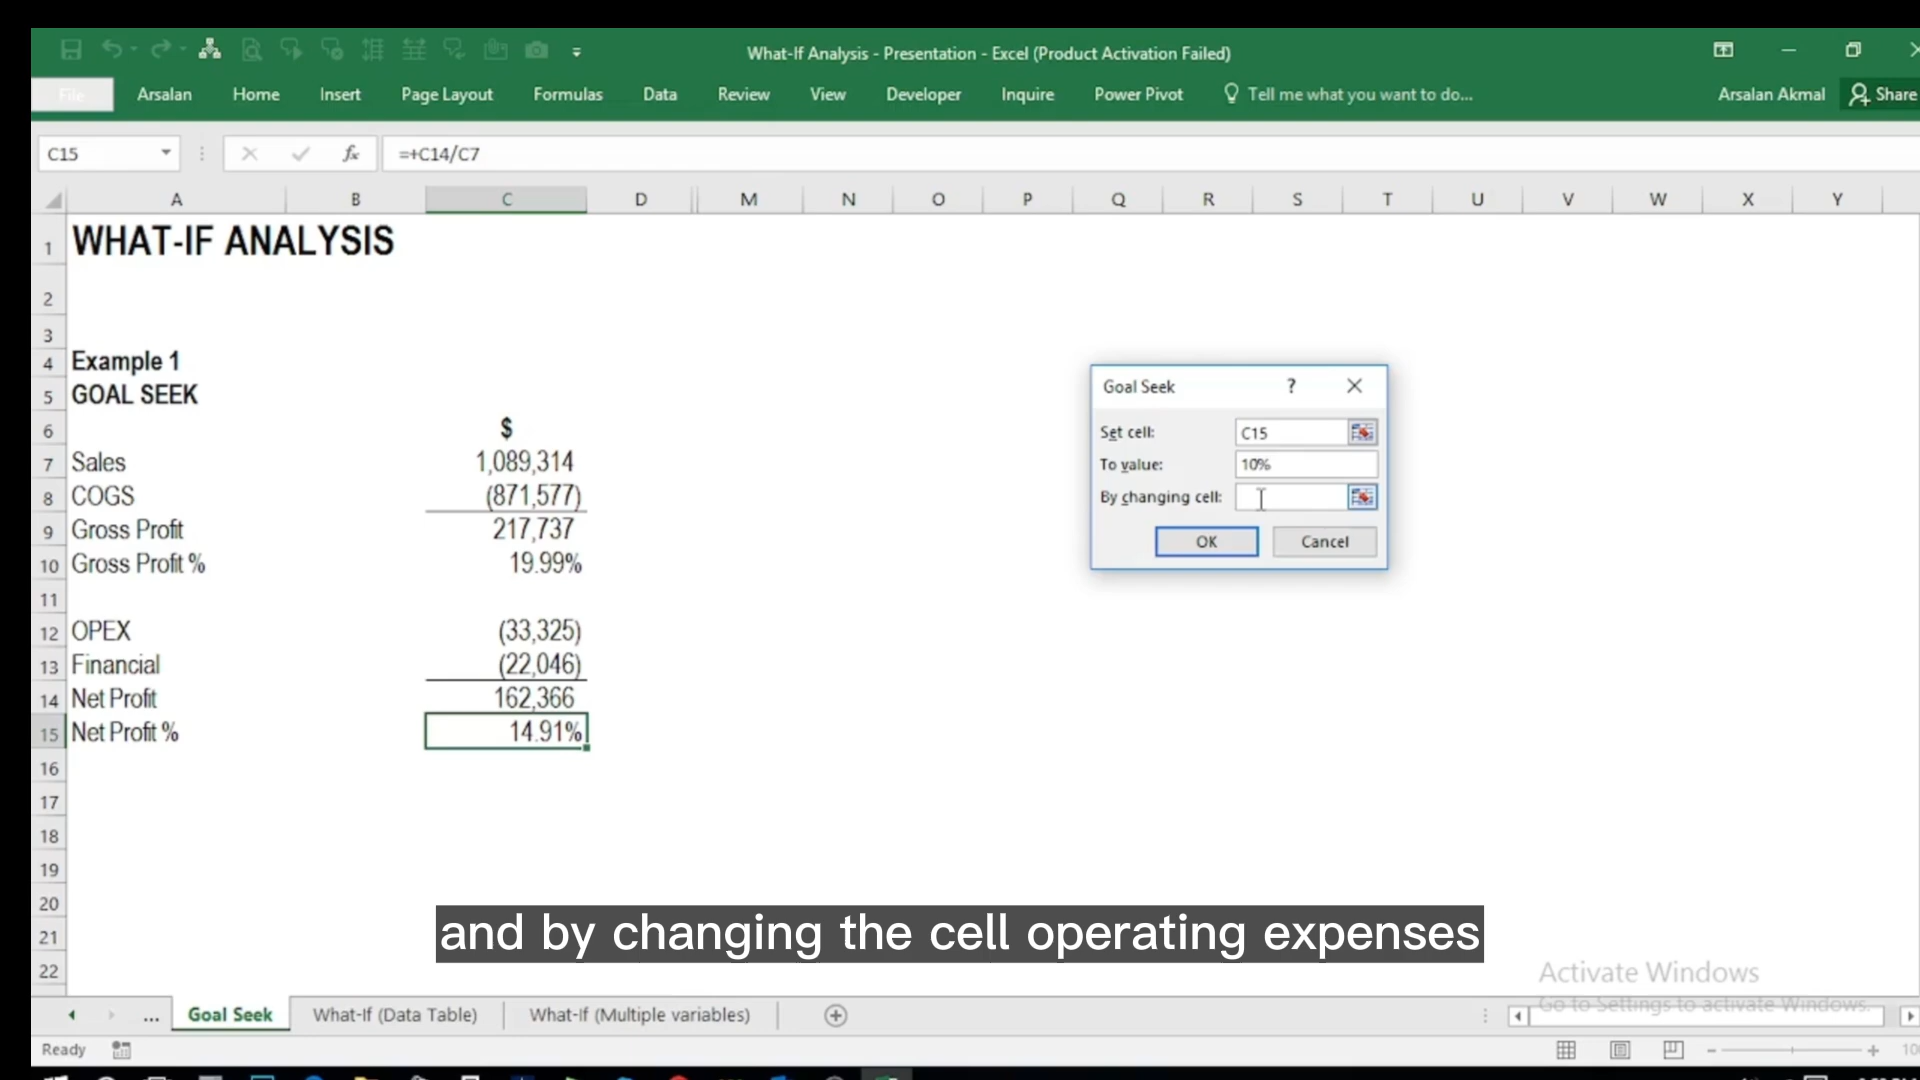 What-If Analysis - Presentation - Excel (Product Activation Failed)
File Arsalan Home Insert Page Layout Formulas Data Review View Developer Inquire Power Pivot Tell me what you want to do... Arsalan Akmal Share
C15 fx =+C14/C7
A B C D M N O P Q R S T U V W X Y
1 WHAT-IF ANALYSIS
2
3
4 Example 1
5 GOAL SEEK
6 $
7 Sales 1,089,314
8 COGS (871,577)
9 Gross Profit 217,737
10 Gross Profit % 19.99%
11
12 OPEX (33,325)
13 Financial (22,046)
14 Net Profit 162,366
15 Net Profit % 14.91%
16
17
18
19
20
21
22
Goal Seek ?
Set cell: C15
To value: 10%
By changing cell:
OK Cancel
and by changing the cell operating expenses
Activate Windows
Go to Settings to activate Windows.
... Goal Seek What-If (Data Table) What-If (Multiple variables)
Ready